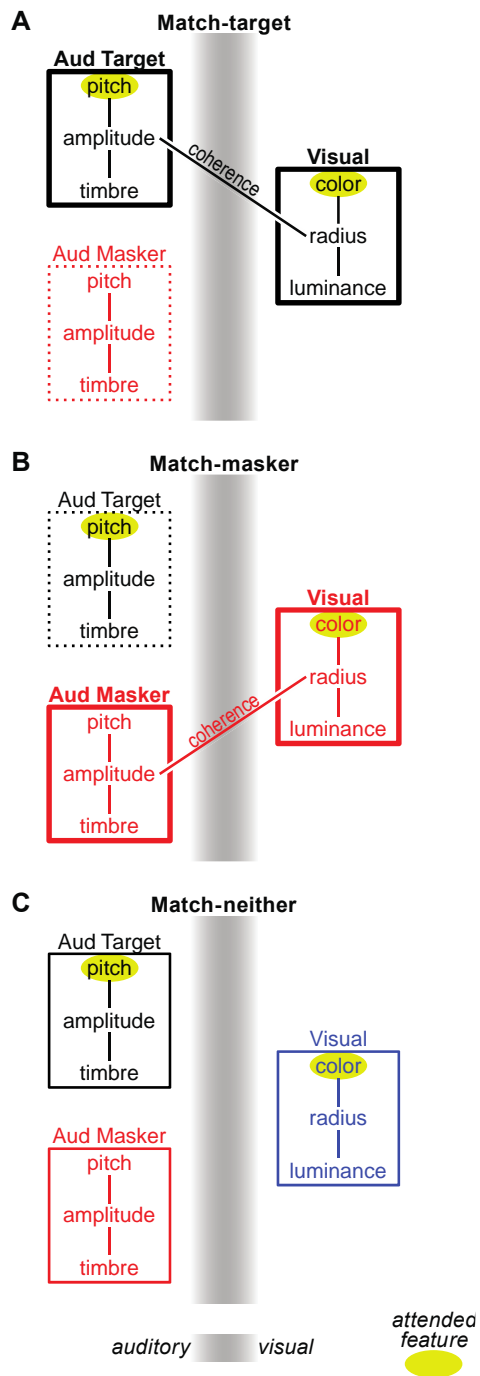 A
Match-target
Aud Target
pitch
amplitude
timbre
coherence
Visual
color
radius
luminance
Aud Masker
pitch
amplitude
timbre
B
Match-masker
Aud Target
pitch
amplitude
timbre
Visual
color
radius
luminance
coherence
Aud Masker
pitch
amplitude
timbre
C
Match-neither
Aud Target
pitch
amplitude
timbre
Visual
color
radius
luminance
Aud Masker
pitch
amplitude
timbre
auditory
visual
attended
feature